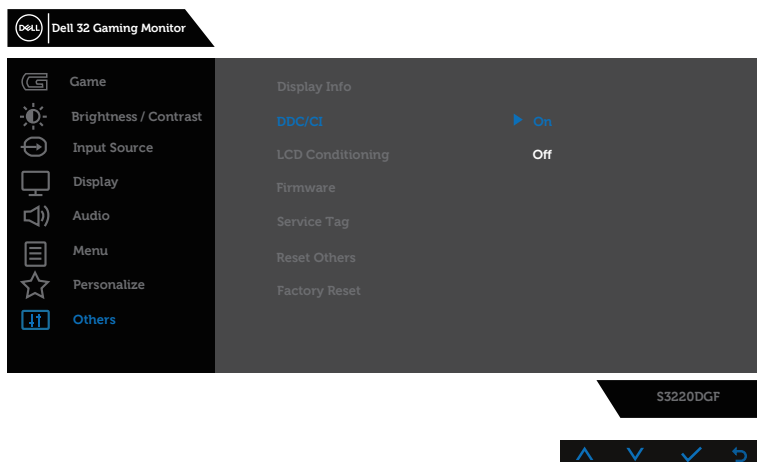 DELL
Dell 32 Gaming Monitor
Game
Brightness / Contrast
Input Source
Display
Audio
Menu
Personalize
Others
Display Info
DDC/CI
On
LCD Conditioning
Off
Firmware
Service Tag
Reset Others
Factory Reset
S3220DGF